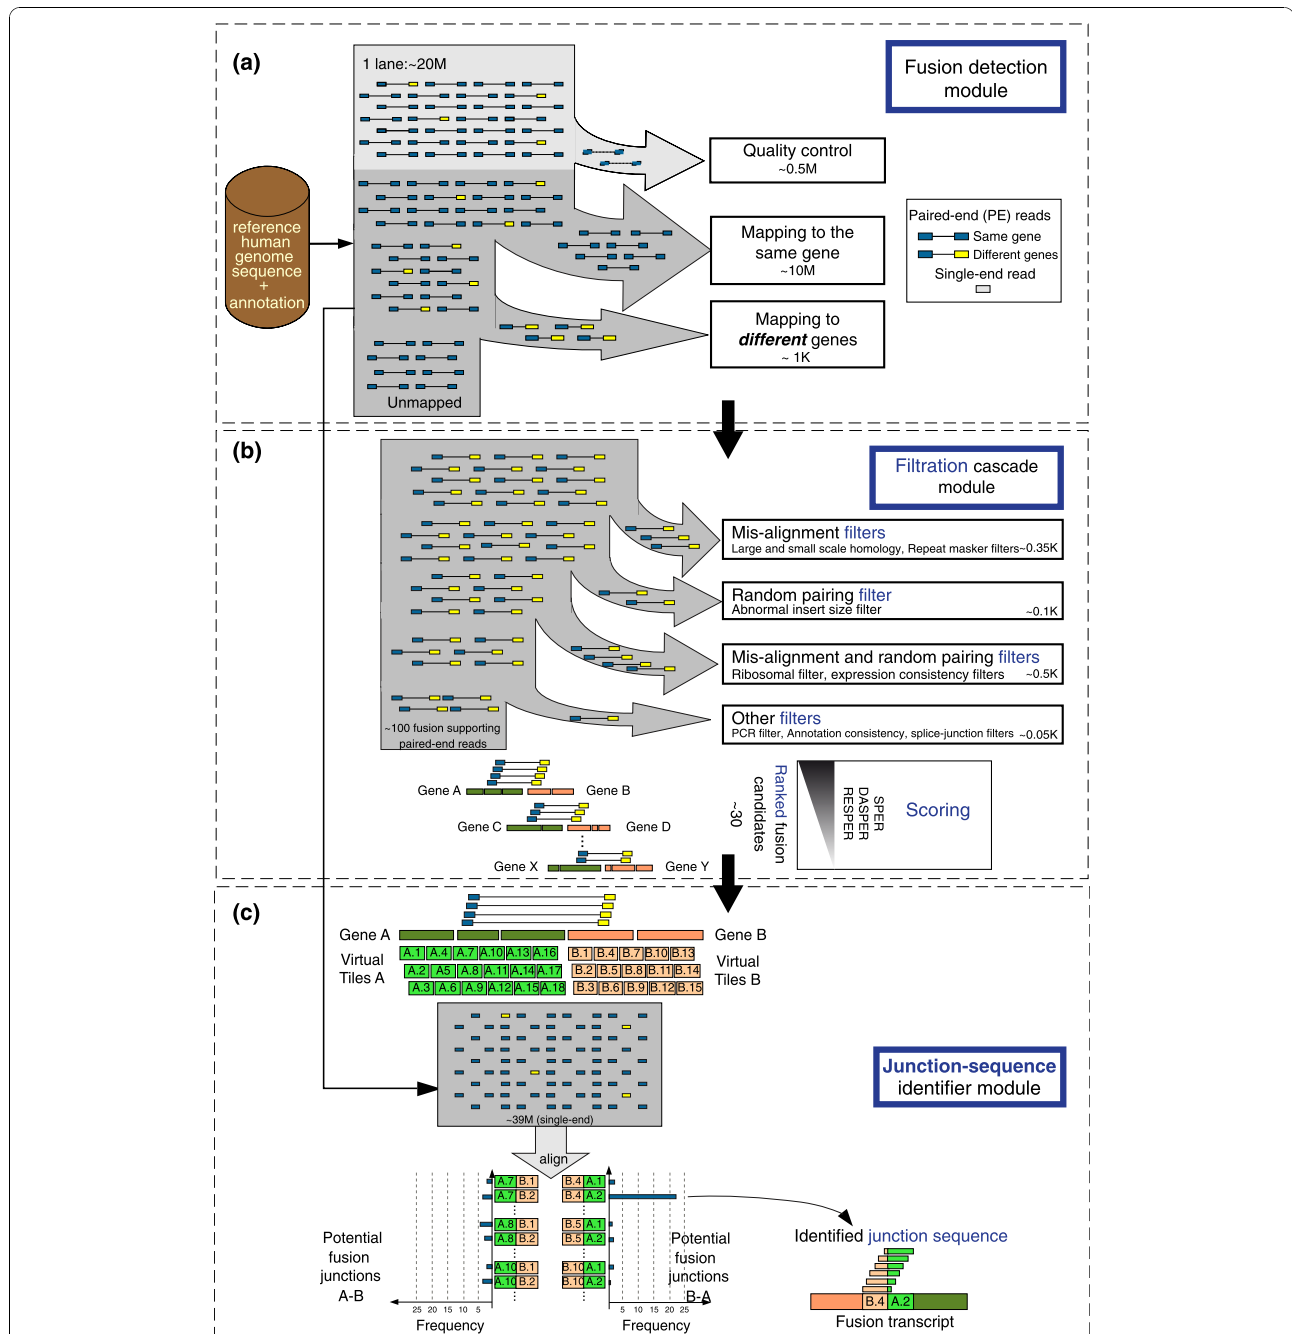 (a)
1 lane:~20M
Fusion detection
module
Quality control
~0.5M
reference
human
genome
sequence
+
annotation
Mapping to the
same gene
~10M
Paired-end (PE) reads
Same gene
Different genes
Single-end read
Mapping to
different genes
~ 1K
Unmapped
(b)
Filtration cascade
module
Mis-alignment filters
Large and small scale homology, Repeat masker filters~0.35K
Random pairing filter
Abnormal insert size filter
~0.1K
Mis-alignment and random pairing filters
Ribosomal filter, expression consistency filters
~0.5K
Other filters
PCR filter, Annotation consistency, splice-junction filters
~0.05K
~100 fusion supporting
paired-end reads
Gene A
Gene B
Gene C
Gene D
Gene X
Gene Y
Ranked fusion
candidates
~30
SPER
DASPER
RESPER
Scoring
(c)
Gene A
Gene B
Virtual
Tiles A
A.1 A.4 A.7 A.10 A.13 A.16
A.2 A5 A.8 A.11 A.14 A.17
A.3 A.6 A.9 A.12 A.15 A.18
B.1 B.4 B.7 B.10 B.13
B.2 B.5 B.8 B.11 B.14
B.3 B.6 B.9 B.12 B.15
Virtual
Tiles B
Junction-sequence
identifier module
~39M (single-end)
align
A.7 B.1
A.7 B.2
A.8 B.1
A.8 B.2
A.10 B.1
A.10 B.2
B.4 A.1
B.4 A.2
B.5 A.1
B.5 A.2
B.10 A.1
B.10 A.2
Potential
fusion
junctions
A-B
25 20 15 10 5
Frequency
Potential
fusion
junctions
B-A
5 10 15 20 25
Frequency
Identified junction sequence
B.4 A.2
Fusion transcript